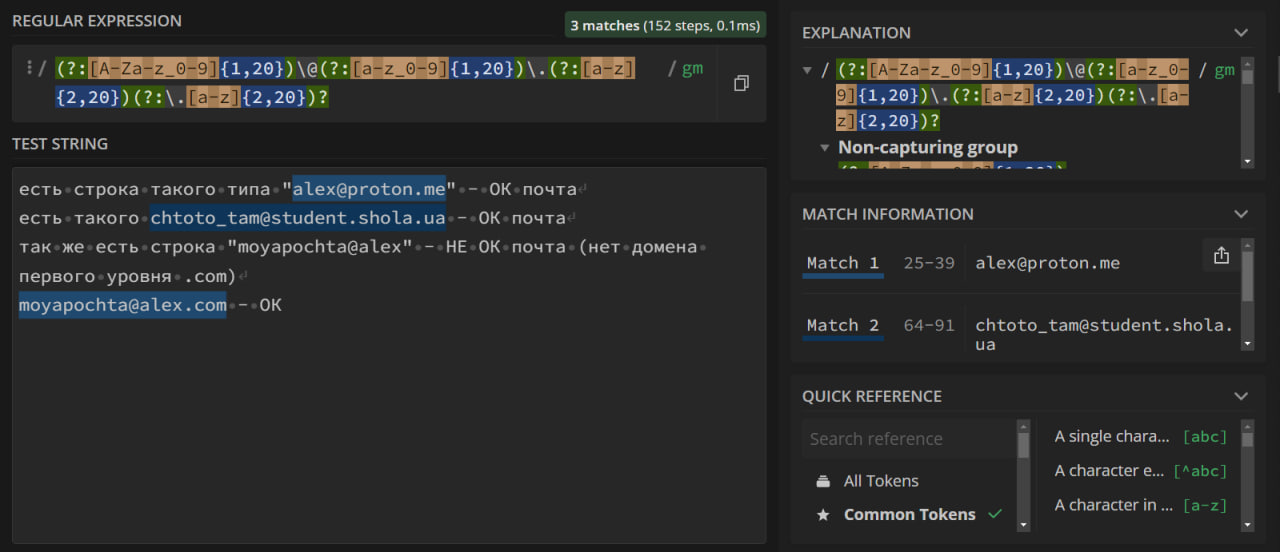 REGULAR EXPRESSION
3 matches (152 steps, 0.1ms)
/ (?:[A-Za-z_0-9]{1,20})\@(?:[a-z_0-9]{1,20})\.(?:[a-z] / gm
{2,20})(?:\.[a-z]{2,20})?
TEST STRING
есть строка такого типа "alex@proton.me" - ОК почта
есть такого chtoto_tam@student.shola.ua - ОК почта
так же есть строка "moyapochta@alex" - НЕ ОК почта (нет домена
первого уровня .com)
moyapochta@alex.com - ОК
EXPLANATION
/ (?:[A-Za-z_0-9]{1,20})\@(?:[a-z_0- / gm
9]{1,20})\.(?:[a-z]{2,20})(?:\.[a-
z]{2,20})?
Non-capturing group
MATCH INFORMATION
Match 1 25-39 alex@proton.me
Match 2 64-91 chtoto_tam@student.shola.
ua
QUICK REFERENCE
Search reference
All Tokens
Common Tokens
A single chara... [abc]
A character e... [^abc]
A character in ... [a-z]